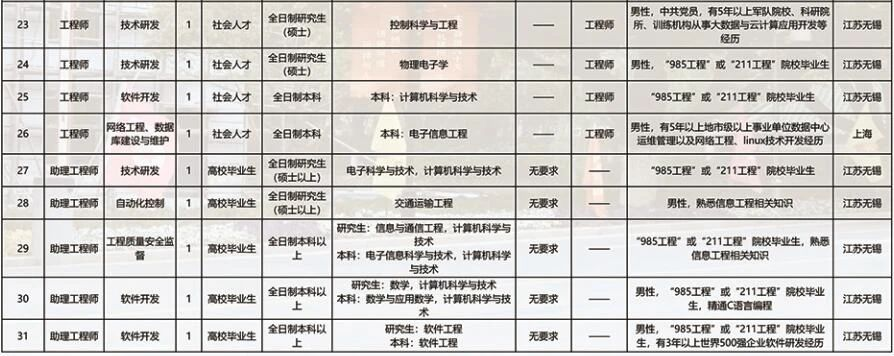 23 工程师 技术研发 1 社会人才 全日制研究生（硕士） 控制科学与工程 —— 工程师 男性，中共党员，有5年以上军队院校、科研院所、训练机构从事大数据与云计算应用开发等经历 江苏无锡
24 工程师 技术研发 1 社会人才 全日制研究生（硕士） 物理电子学 —— 工程师 男性，“985工程”或“211工程”院校毕业生 江苏无锡
25 工程师 软件开发 1 社会人才 全日制本科 本科：计算机科学与技术 —— 工程师 “985工程”或“211工程”院校毕业生 江苏无锡
26 工程师 网络工程、数据库建设与维护 1 社会人才 全日制本科 本科：电子信息工程 —— 工程师 男性，有5年以上地市级以上事业单位数据中心运维管理以及网络工程、linux技术开发经历 上海
27 助理工程师 技术研发 1 高校毕业生 全日制研究生（硕士以上） 电子科学与技术，计算机科学与技术 无要求 —— “985工程”或“211工程”院校毕业生 江苏无锡
28 助理工程师 自动化控制 1 高校毕业生 全日制研究生（硕士以上） 交通运输工程 无要求 —— 男性，熟悉信息工程相关知识 江苏无锡
29 助理工程师 工程质量安全监督 1 高校毕业生 全日制本科以上 研究生：信息与通信工程，计算机科学与技术 本科：电子信息科学与技术，计算机科学与技术 无要求 —— “985工程”或“211工程”院校毕业生，熟悉信息工程相关知识 江苏无锡
30 助理工程师 软件开发 1 高校毕业生 全日制本科以上 研究生：数学，计算机科学与技术 本科：数学与应用数学，计算机科学与技术 无要求 —— 男性，“985工程”或“211工程”院校毕业生，精通C语言编程 江苏无锡
31 助理工程师 软件开发 1 高校毕业生 全日制本科以上 研究生：软件工程 本科：软件工程 无要求 —— 男性，“985工程”或“211工程”院校毕业生，有3年以上世界500强企业软件研发经历 江苏无锡